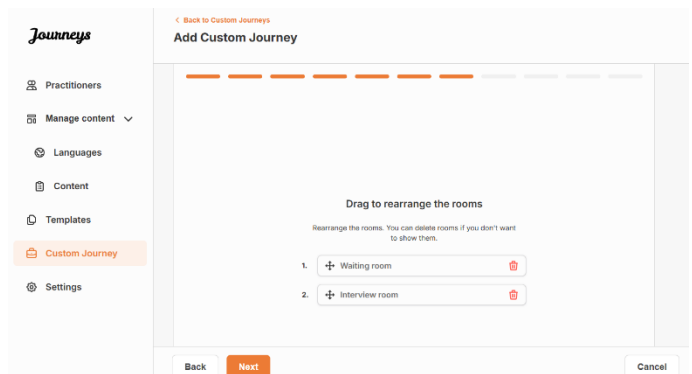 Journeys
Practitioners
Manage content
Languages
Content
Templates
Custom Journey
Settings
< Back to Custom Journeys
Add Custom Journey
Drag to rearrange the rooms
Rearrange the rooms. You can delete rooms if you don't want
to show them.
1. Waiting room
2. Interview room
Back
Next
Cancel